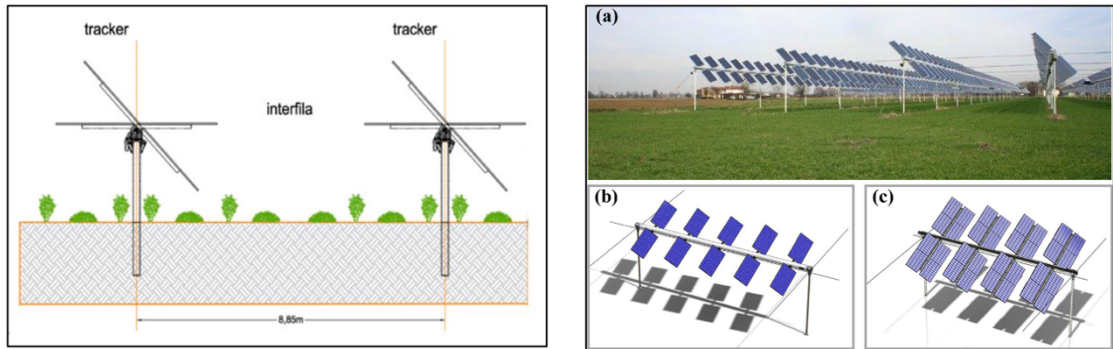 tracker
tracker
interfila
8,85m
(a)
(b)
(c)